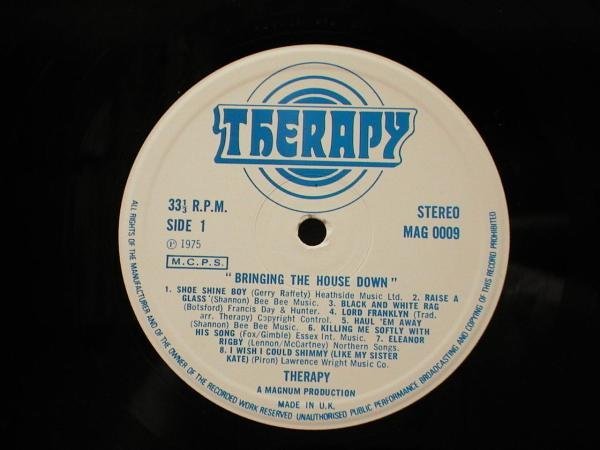 THERAPY
33⅓ R.P.M.
SIDE 1
℗ 1975
M.C.P.S.
STEREO
MAG 0009
"BRINGING THE HOUSE DOWN"
1. SHOE SHINE BOY (Gerry Raffety) Heathside Music Ltd. 2. RAISE A
GLASS (Shannon) Bee Bee Music. 3. BLACK AND WHITE RAG
(Botsford) Francis Day & Hunter. 4. LORD FRANKLYN (Trad.
arr. Therapy) Copyright Control. 5. HAUL 'EM AWAY
(Shannon) Bee Bee Music. 6. KILLING ME SOFTLY WITH
HIS SONG (Fox/Gimble) Essex Int. Music. 7. ELEANOR
RIGBY (Lennon/McCartney) Northern Songs.
8. I WISH I COULD SHIMMY (LIKE MY SISTER
KATE) (Piron) Lawrence Wright Music Co.
THERAPY
A MAGNUM PRODUCTION
MADE IN U.K.
ALL RIGHTS OF THE MANUFACTURER AND OF THE OWNER OF THE RECORDED WORK RESERVED UNAUTHORISED PUBLIC PERFORMANCE BROADCASTING AND COPYING OF THIS RECORD PROHIBITED